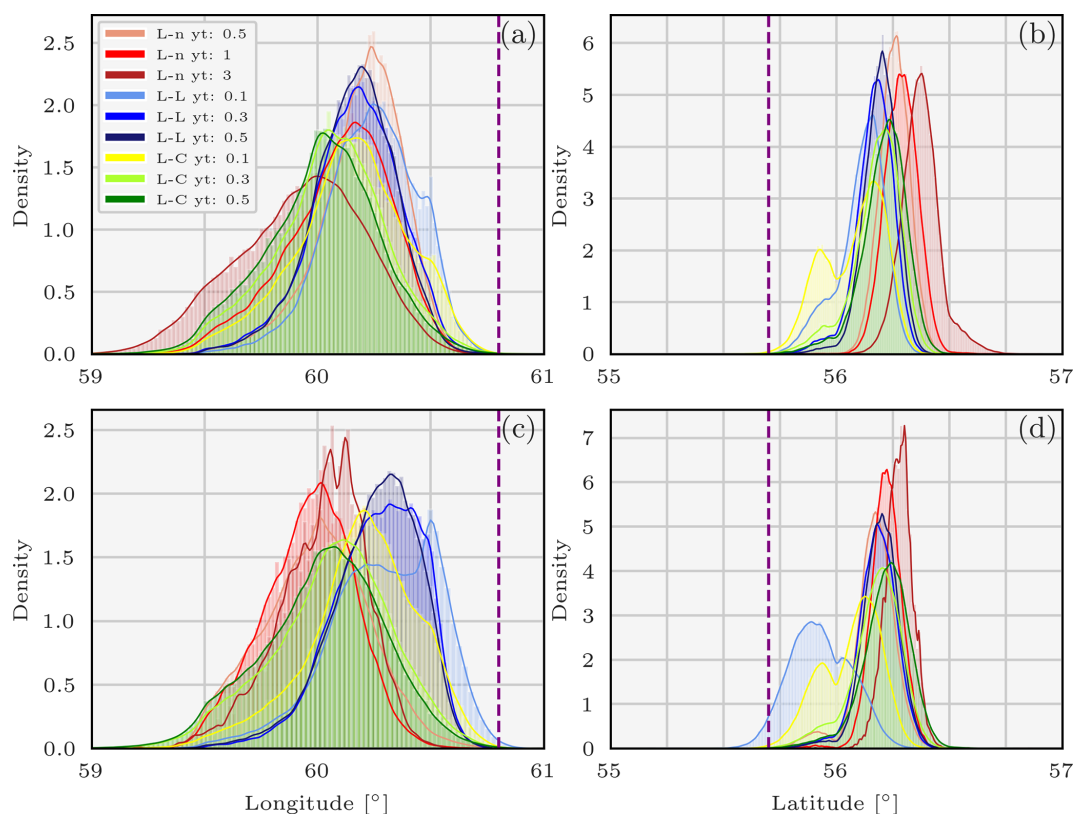 (a)
2.5
2.0
1.5
1.0
0.5
0.0
Density
L-n yt: 0.5
L-n yt: 1
L-n yt: 3
L-L yt: 0.1
L-L yt: 0.3
L-L yt: 0.5
L-C yt: 0.1
L-C yt: 0.3
L-C yt: 0.5
59 60 61
(b)
6
5
4
3
2
1
0
Density
55 56 57
(c)
2.5
2.0
1.5
1.0
0.5
0.0
Density
59 60 61
Longitude [°]
(d)
7
6
5
4
3
2
1
0
Density
55 56 57
Latitude [°]